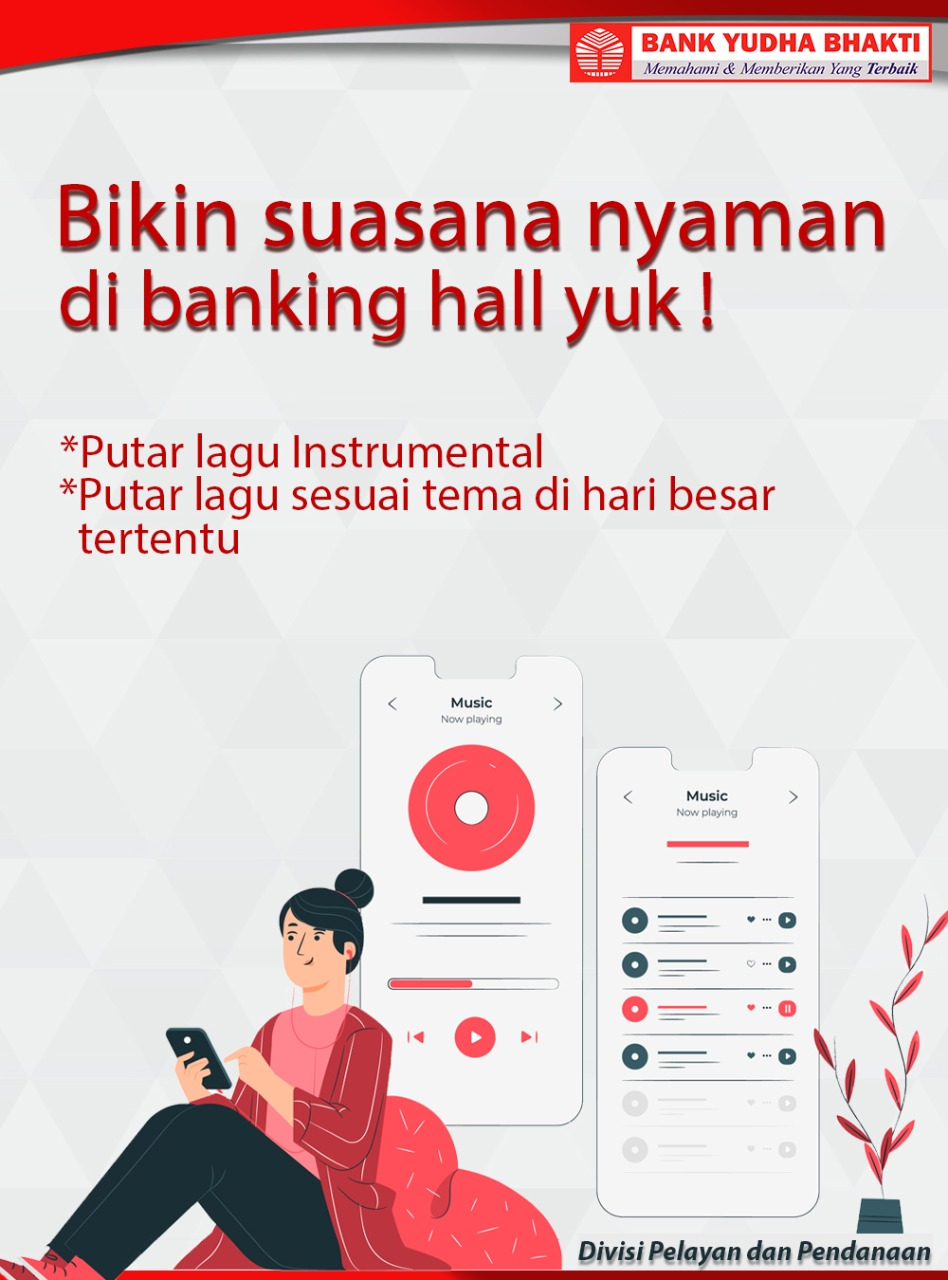 BANK YUDHA BHAKTI
Memahami & Memberikan Yang Terbaik
Bikin suasana nyaman
di banking hall yuk !
*Putar lagu Instrumental
*Putar lagu sesuai tema di hari besar
tertentu
Music
Now playing
Music
Now playing
Divisi Pelayan dan Pendanaan